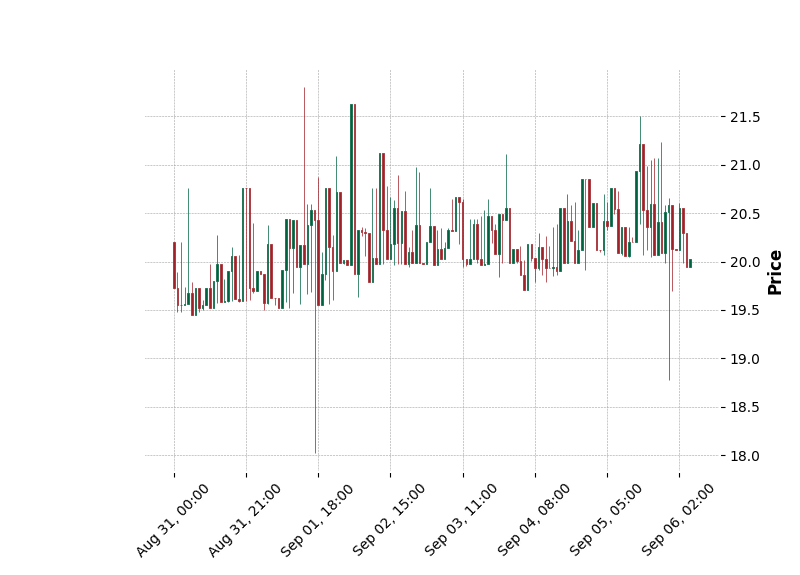 21.5
21.0
20.5
20.0
19.5
19.0
18.5
18.0
Price
Aug 31, 00:00
Aug 31, 21:00
Sep 01, 18:00
Sep 02, 15:00
Sep 03, 11:00
Sep 04, 08:00
Sep 05, 05:00
Sep 06, 02:00